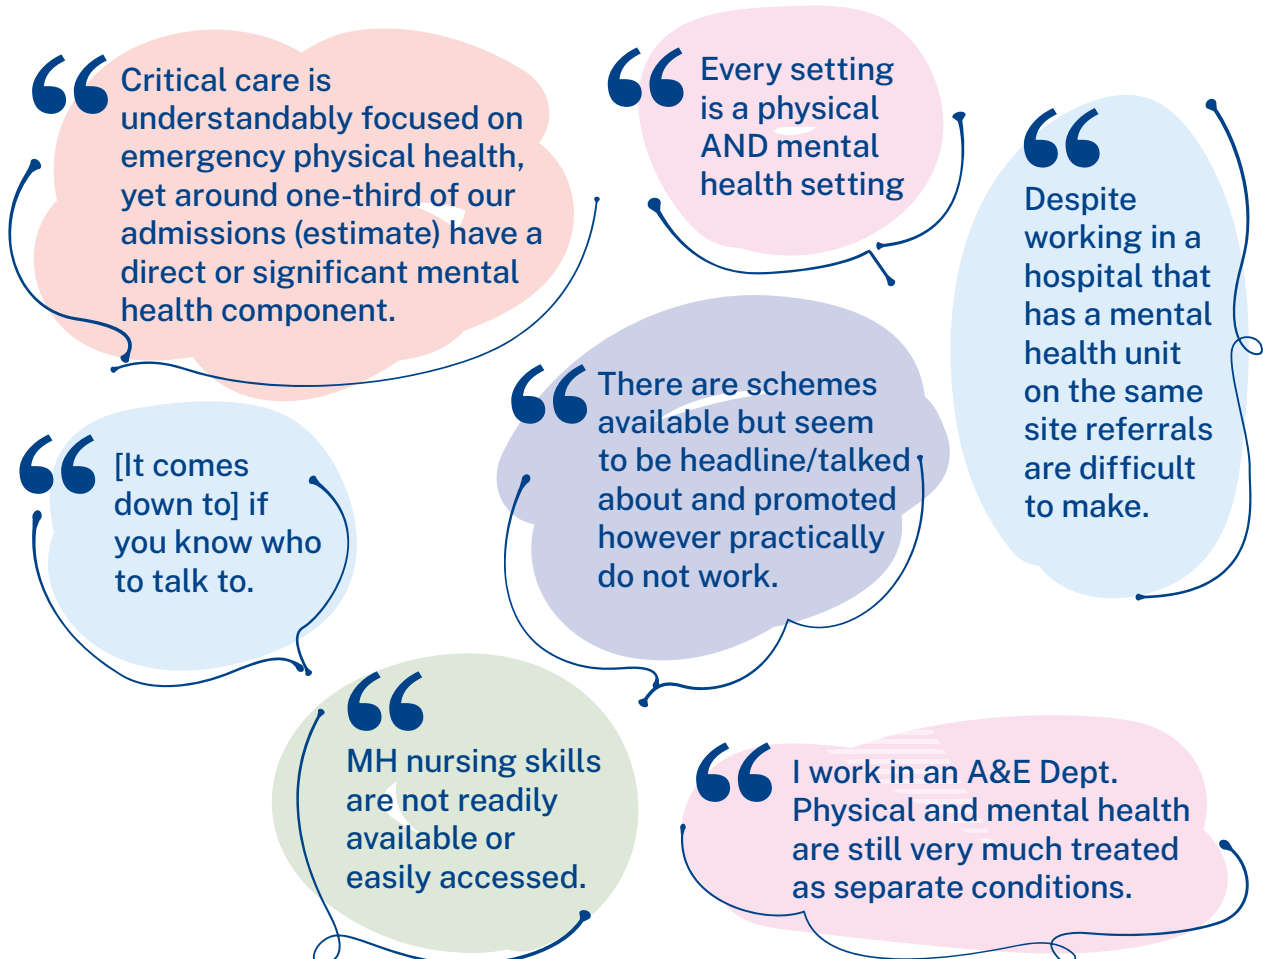 Critical care is
understandably focused on
emergency physical health,
yet around one-third of our
admissions (estimate) have a
direct or significant mental
health component.
Every setting
is a physical
AND mental
health setting
Despite
working in a
hospital that
has a mental
health unit
on the same
site referrals
are difficult
to make.
There are schemes
available but seem
to be headline/talked
about and promoted
however practically
do not work.
[It comes
down to] if
you know who
to talk to.
MH nursing skills
are not readily
available or
easily accessed.
I work in an A&E Dept.
Physical and mental health
are still very much treated
as separate conditions.